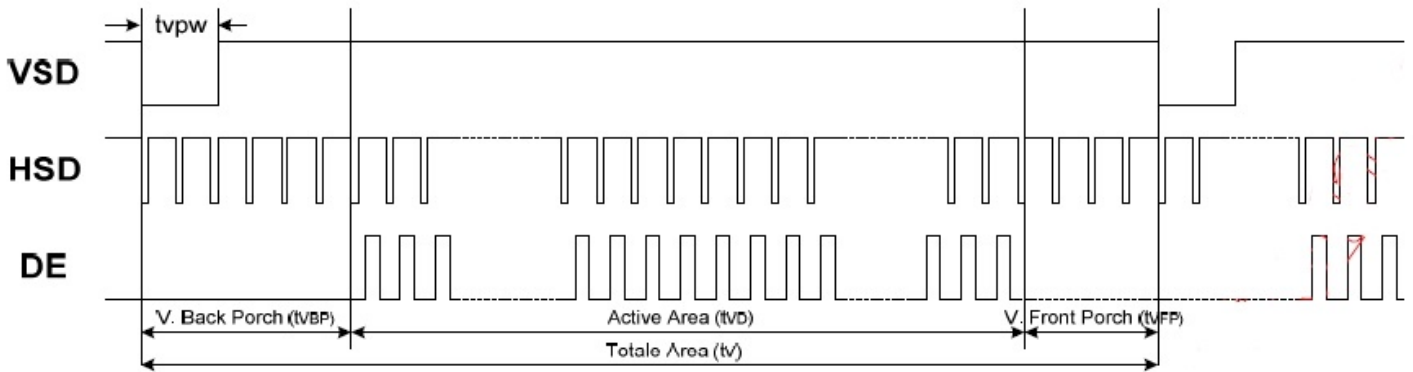 tvpw
VSD
HSD
DE
V. Back Porch (tVBP)
Active Area (tVD)
V. Front Porch (tVFP)
Totale Area (tV)